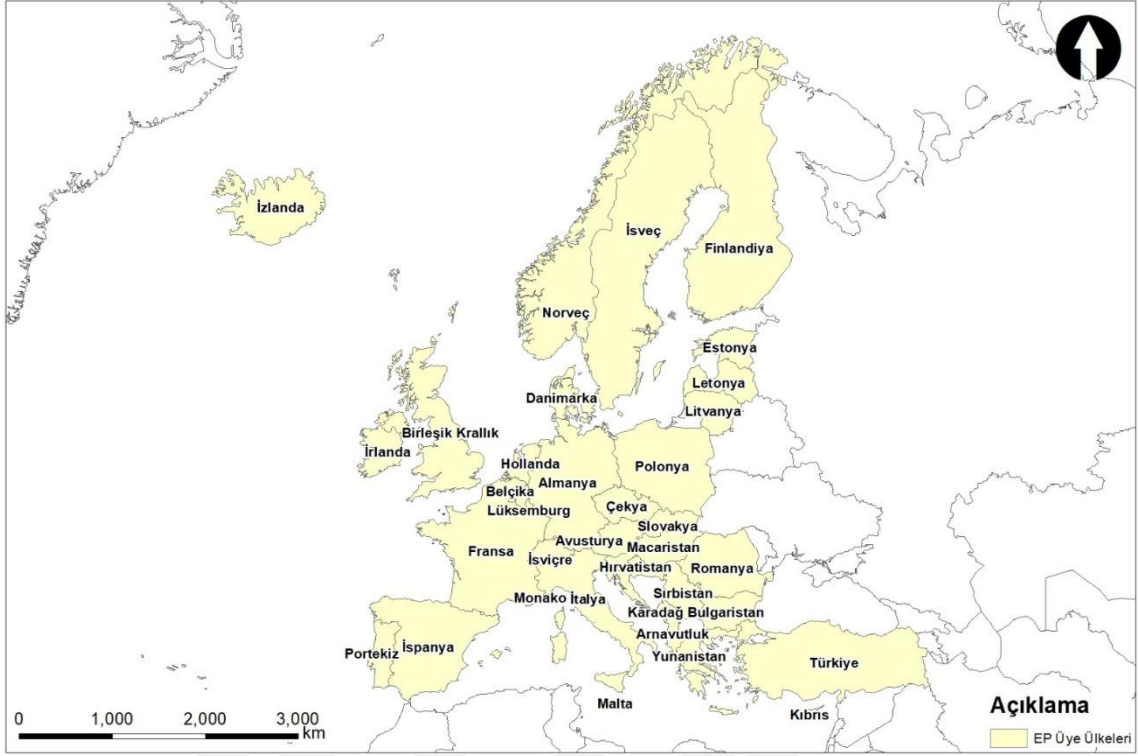 İzlanda
İsveç
Finlandiya
Norveç
Estonya
Letonya
Danimarka
Litvanya
Birleşik Krallık
İrlanda
Hollanda
Polonya
Almanya
Belçika
Çekya
Lüksemburg
Slovakya
Avusturya
Macaristan
Fransa
İsviçre
Hırvatistan
Romanya
Sırbistan
Monako
İtalya
Karadağ
Bulgaristan
Arnavutluk
Portekiz
İspanya
Yunanistan
Türkiye
Malta
Kıbrıs
Açıklama
EP Üye Ülkeleri
0 1,000 2,000 3,000
km